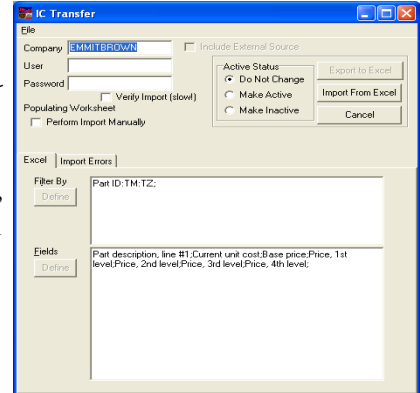 IC Transfer
File
Company EMMITBROWN
Include External Source
User
Password
Verify Import (slow!)
Populating Worksheet
Perform Import Manually
Active Status
Do Not Change
Make Active
Make Inactive
Export to Excel
Import From Excel
Cancel
Excel
Import Errors
Filter By
Define
Part ID:TM:TZ;
Fields
Define
Part description, line #1;Current unit cost;Base price;Price, 1st
level;Price, 2nd level;Price, 3rd level;Price, 4th level;